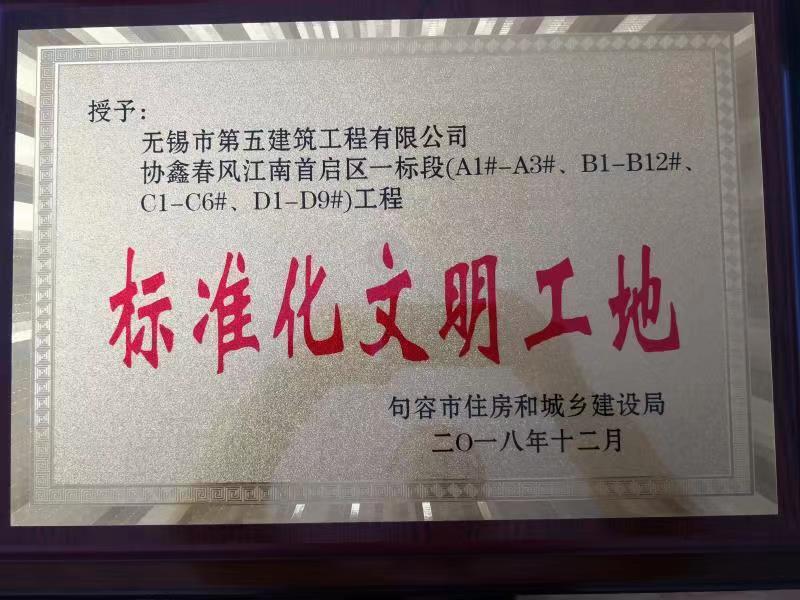 授予：
无锡市第五建筑工程有限公司
协鑫春风江南首启区一标段(A1#-A3#、B1-B12#、
C1-C6#、D1-D9#)工程
标准化文明工地
句容市住房和城乡建设局
二〇一八年十二月